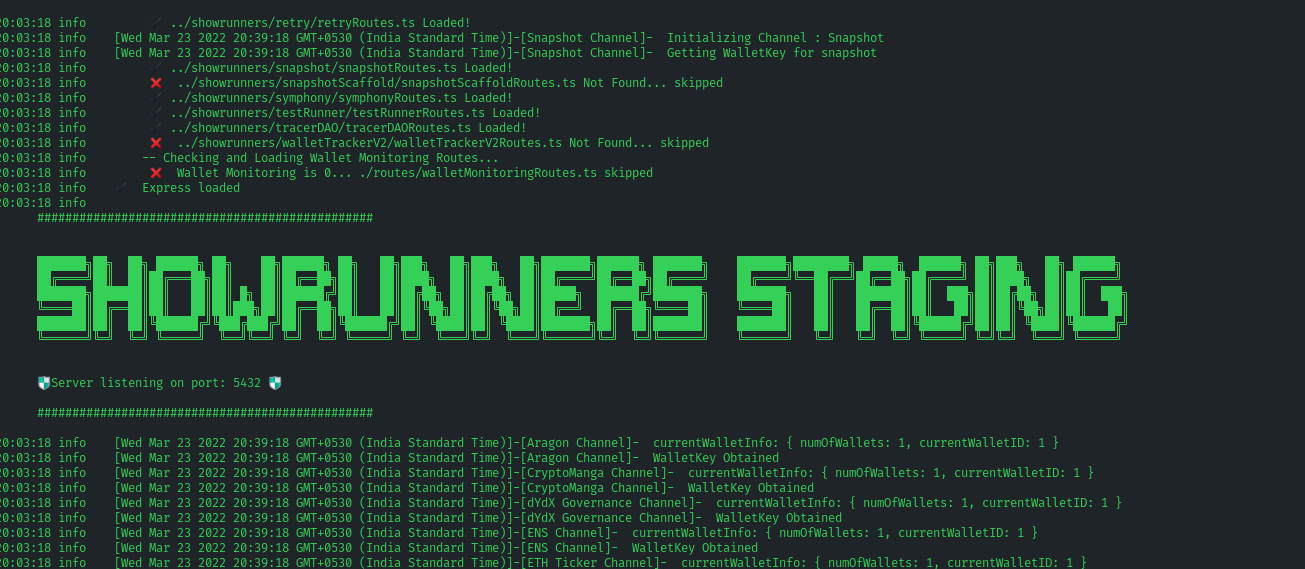 20:03:18 info ✔ ../showrunners/retry/retryRoutes.ts Loaded!
20:03:18 info [Wed Mar 23 2022 20:39:18 GMT+0530 (India Standard Time)]-[Snapshot Channel]- Initializing Channel : Snapshot
20:03:18 info [Wed Mar 23 2022 20:39:18 GMT+0530 (India Standard Time)]-[Snapshot Channel]- Getting WalletKey for snapshot
20:03:18 info ✔ ../showrunners/snapshot/snapshotRoutes.ts Loaded!
20:03:18 info ❌ ../showrunners/snapshotScaffold/snapshotScaffoldRoutes.ts Not Found... skipped
20:03:18 info ✔ ../showrunners/symphony/symphonyRoutes.ts Loaded!
20:03:18 info ✔ ../showrunners/testRunner/testRunnerRoutes.ts Loaded!
20:03:18 info ✔ ../showrunners/tracerDAO/tracerDAORoutes.ts Loaded!
20:03:18 info ❌ ../showrunners/walletTrackerV2/walletTrackerV2Routes.ts Not Found... skipped
20:03:18 info -- Checking and Loading Wallet Monitoring Routes...
20:03:18 info ❌ Wallet Monitoring is 0... ./routes/walletMonitoringRoutes.ts skipped
20:03:18 info ✔ Express loaded
20:03:18 info
################################################
SHOWRUNNERS STAGING
🛡️Server listening on port: 5432 🛡️
################################################
20:03:18 info [Wed Mar 23 2022 20:39:18 GMT+0530 (India Standard Time)]-[Aragon Channel]- currentWalletInfo: { numOfWallets: 1, currentWalletID: 1 }
20:03:18 info [Wed Mar 23 2022 20:39:18 GMT+0530 (India Standard Time)]-[Aragon Channel]- WalletKey Obtained
20:03:18 info [Wed Mar 23 2022 20:39:18 GMT+0530 (India Standard Time)]-[CryptoManga Channel]- currentWalletInfo: { numOfWallets: 1, currentWalletID: 1 }
20:03:18 info [Wed Mar 23 2022 20:39:18 GMT+0530 (India Standard Time)]-[CryptoManga Channel]- WalletKey Obtained
20:03:18 info [Wed Mar 23 2022 20:39:18 GMT+0530 (India Standard Time)]-[dYdX Governance Channel]- currentWalletInfo: { numOfWallets: 1, currentWalletID: 1 }
20:03:18 info [Wed Mar 23 2022 20:39:18 GMT+0530 (India Standard Time)]-[dYdX Governance Channel]- WalletKey Obtained
20:03:18 info [Wed Mar 23 2022 20:39:18 GMT+0530 (India Standard Time)]-[ENS Channel]- currentWalletInfo: { numOfWallets: 1, currentWalletID: 1 }
20:03:18 info [Wed Mar 23 2022 20:39:18 GMT+0530 (India Standard Time)]-[ENS Channel]- WalletKey Obtained
20:03:18 info [Wed Mar 23 2022 20:39:18 GMT+0530 (India Standard Time)]-[ETH Ticker Channel]- currentWalletInfo: { numOfWallets: 1, currentWalletID: 1 }